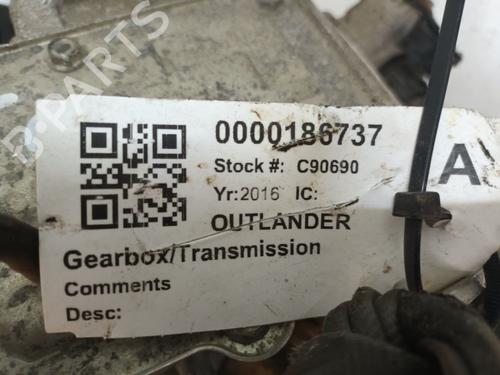 B-PARTS
0000186737
Stock #: C90690
A
Yr: 2016 IC:
OUTLANDER
Gearbox/Transmission
Comments
Desc: